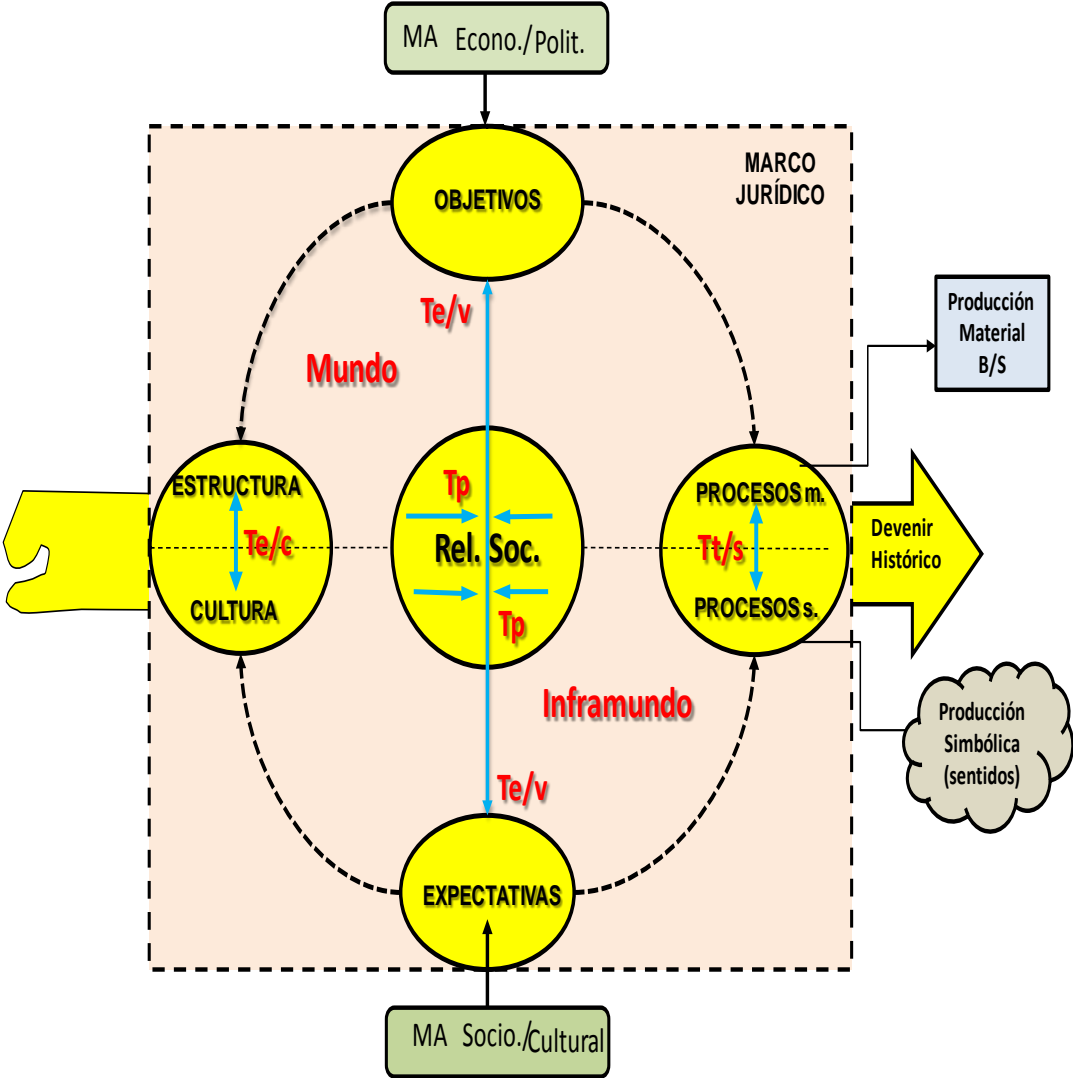 MA Econo./Polit.
MARCO
JURÍDICO
OBJETIVOS
Te/v
Mundo
Producción
Material
B/S
ESTRUCTURA
Te/c
CULTURA
Tp
Rel. Soc.
Tp
PROCESOS m.
Tt/s
PROCESOS s.
Devenir
Histórico
Inframundo
Producción
Simbólica
(sentidos)
Te/v
EXPECTATIVAS
MA Socio./Cultural